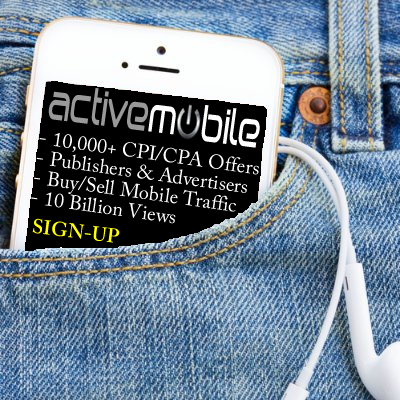 activemobile
- 10,000+ CPI/CPA Offers
- Publishers & Advertisers
- Buy/Sell Mobile Traffic
- 10 Billion Views
SIGN-UP